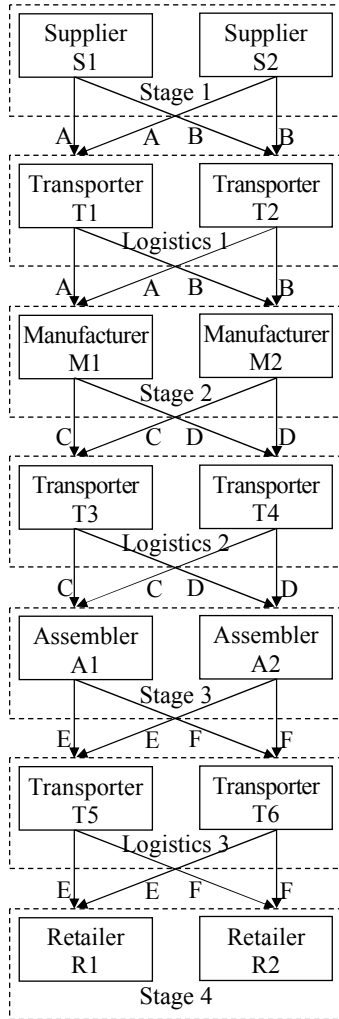 Supplier
S1
Supplier
S2
Stage 1
A
A
B
B
Transporter
T1
Transporter
T2
Logistics 1
A
A
B
B
Manufacturer
M1
Manufacturer
M2
Stage 2
C
C
D
D
Transporter
T3
Transporter
T4
Logistics 2
C
C
D
D
Assembler
A1
Assembler
A2
Stage 3
E
E
F
F
Transporter
T5
Transporter
T6
Logistics 3
E
E
F
F
Retailer
R1
Retailer
R2
Stage 4